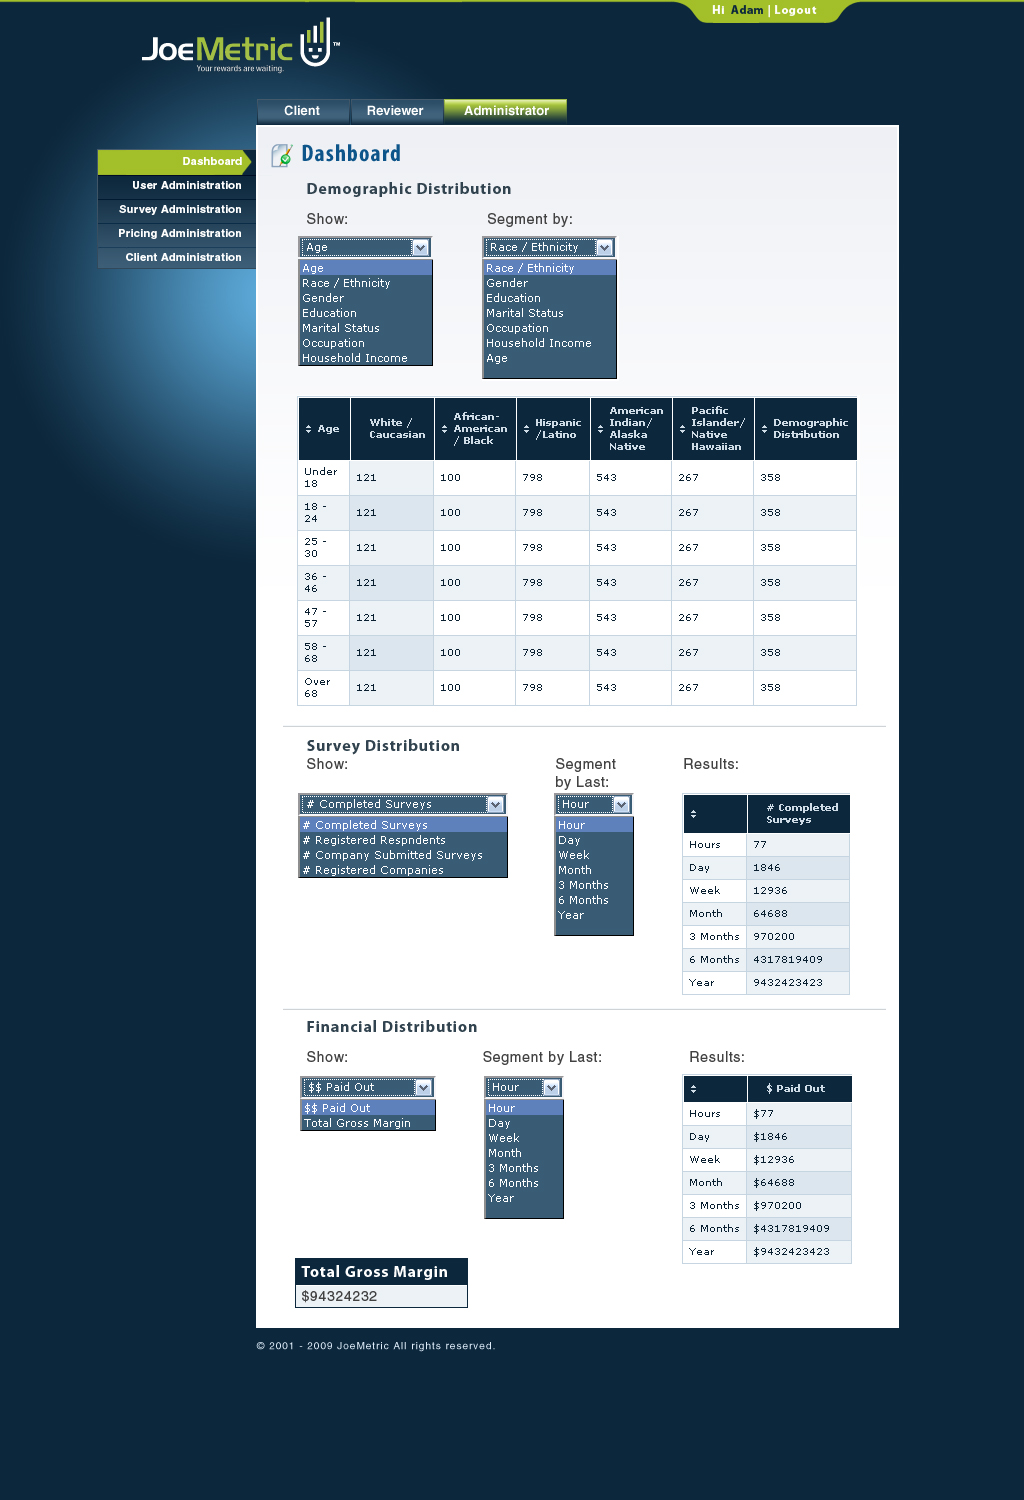 Hi Adam | Logout
JoeMetric™
Your rewards are waiting.
Client Reviewer Administrator
Dashboard
User Administration
Survey Administration
Pricing Administration
Client Administration
Dashboard
Demographic Distribution
Show: Segment by:
Age Race / Ethnicity
Age Race / Ethnicity
Race / Ethnicity Gender
Gender Education
Education Marital Status
Marital Status Occupation
Occupation Household Income
Household Income Age
Age White / Caucasian African-American / Black Hispanic /Latino American Indian/ Alaska Native Pacific Islander/ Native Hawaiian Demographic Distribution
Under 18 121 100 798 543 267 358
18 - 24 121 100 798 543 267 358
25 - 30 121 100 798 543 267 358
36 - 46 121 100 798 543 267 358
47 - 57 121 100 798 543 267 358
58 - 68 121 100 798 543 267 358
Over 68 121 100 798 543 267 358
Survey Distribution
Show: Segment by Last: Results:
# Completed Surveys
# Completed Surveys
# Registered Respndents
# Company Submitted Surveys
# Registered Companies
Hour
Hour
Day
Week
Month
3 Months
6 Months
Year
# Completed Surveys
Hours 77
Day 1846
Week 12936
Month 64688
3 Months 970200
6 Months 4317819409
Year 9432423423
Financial Distribution
Show: Segment by Last: Results:
$$ Paid Out
$$ Paid Out
Total Gross Margin
Hour
Hour
Day
Week
Month
3 Months
6 Months
Year
$ Paid Out
Hours $77
Day $1846
Week $12936
Month $64688
3 Months $970200
6 Months $4317819409
Year $9432423423
Total Gross Margin
$94324232
© 2001 - 2009 JoeMetric All rights reserved.